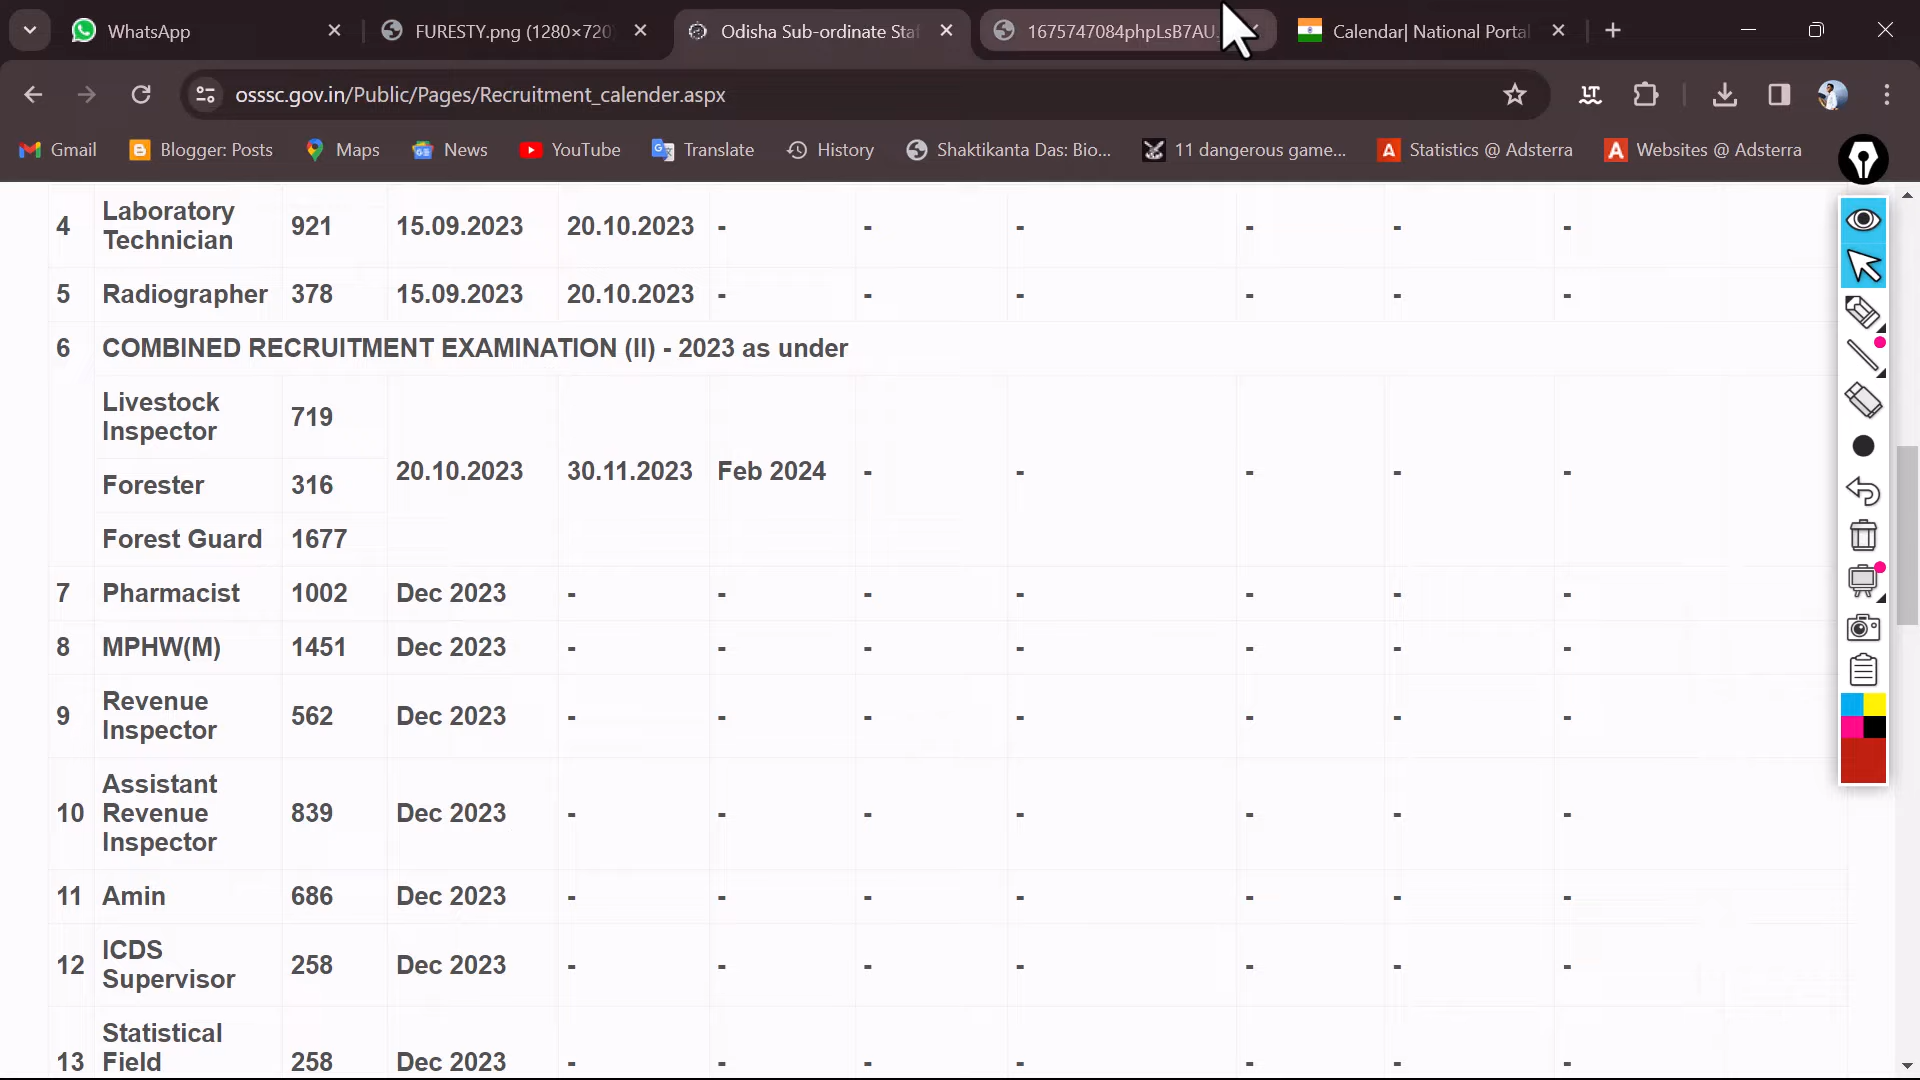 WhatsApp FURESTY.png (1280×720 Odisha Sub-ordinate Staf 1675747084phpLsB7AU. Calendar| National Portal
osssc.gov.in/Public/Pages/Recruitment_calender.aspx
Gmail Blogger: Posts Maps News YouTube Translate History Shaktikanta Das: Bio... 11 dangerous game... Statistics @ Adsterra Websites @ Adsterra
4 Laboratory Technician 921 15.09.2023 20.10.2023 - - - - - -
5 Radiographer 378 15.09.2023 20.10.2023 - - - - - -
6 COMBINED RECRUITMENT EXAMINATION (II) - 2023 as under
Livestock Inspector 719
20.10.2023 30.11.2023 Feb 2024 - - - - -
Forester 316
Forest Guard 1677
7 Pharmacist 1002 Dec 2023 - - - - - - -
8 MPHW(M) 1451 Dec 2023 - - - - - - -
9 Revenue Inspector 562 Dec 2023 - - - - - - -
10 Assistant Revenue Inspector 839 Dec 2023 - - - - - - -
11 Amin 686 Dec 2023 - - - - - - -
12 ICDS Supervisor 258 Dec 2023 - - - - - - -
13 Statistical Field 258 Dec 2023 - - - - - - -